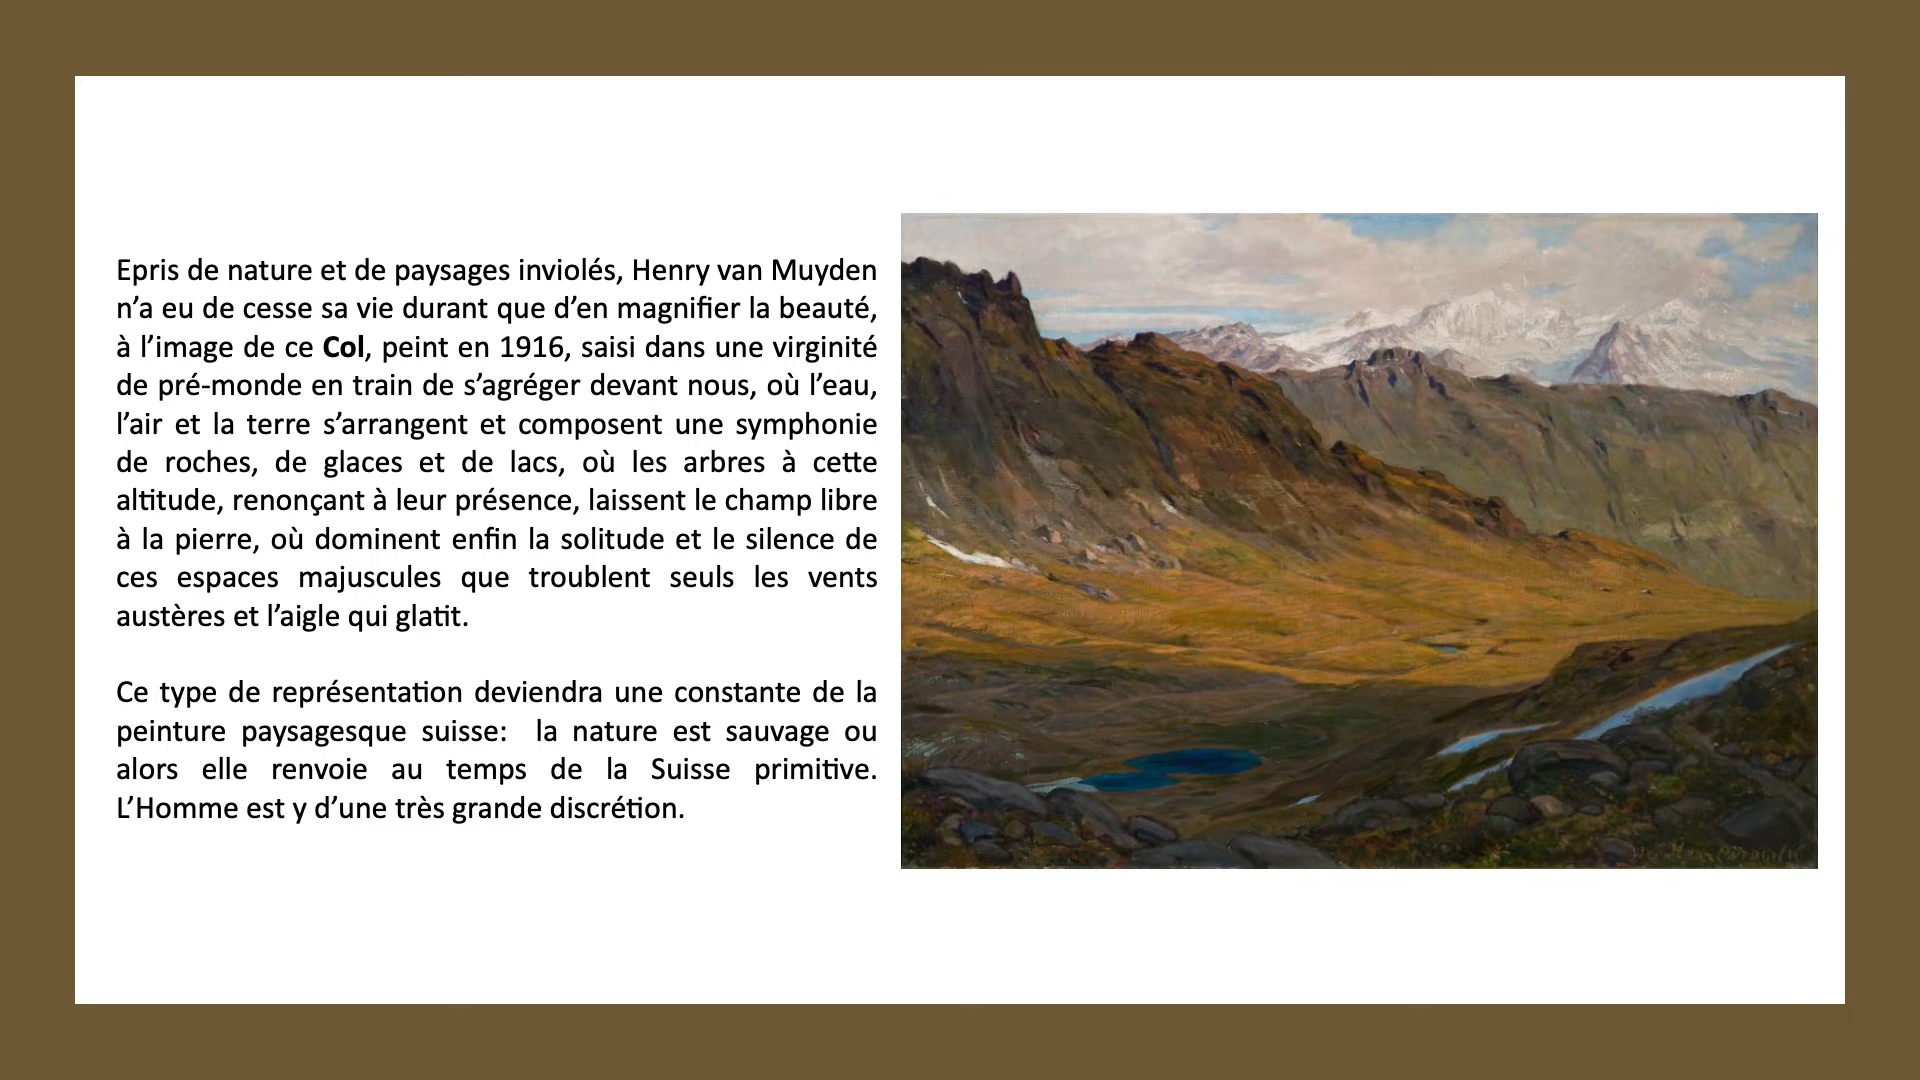 Epris de nature et de paysages inviolés, Henry van Muyden
n’a eu de cesse sa vie durant que d’en magnifier la beauté,
à l’image de ce Col, peint en 1916, saisi dans une virginité
de pré-monde en train de s’agréger devant nous, où l’eau,
l’air et la terre s’arrangent et composent une symphonie
de roches, de glaces et de lacs, où les arbres à cette
altitude, renonçant à leur présence, laissent le champ libre
à la pierre, où dominent enfin la solitude et le silence de
ces espaces majuscules que troublent seuls les vents
austères et l’aigle qui glatit.
Ce type de représentation deviendra une constante de la
peinture paysagesque suisse:  la nature est sauvage ou
alors elle renvoie au temps de la Suisse primitive.
L’Homme est y d’une très grande discrétion.